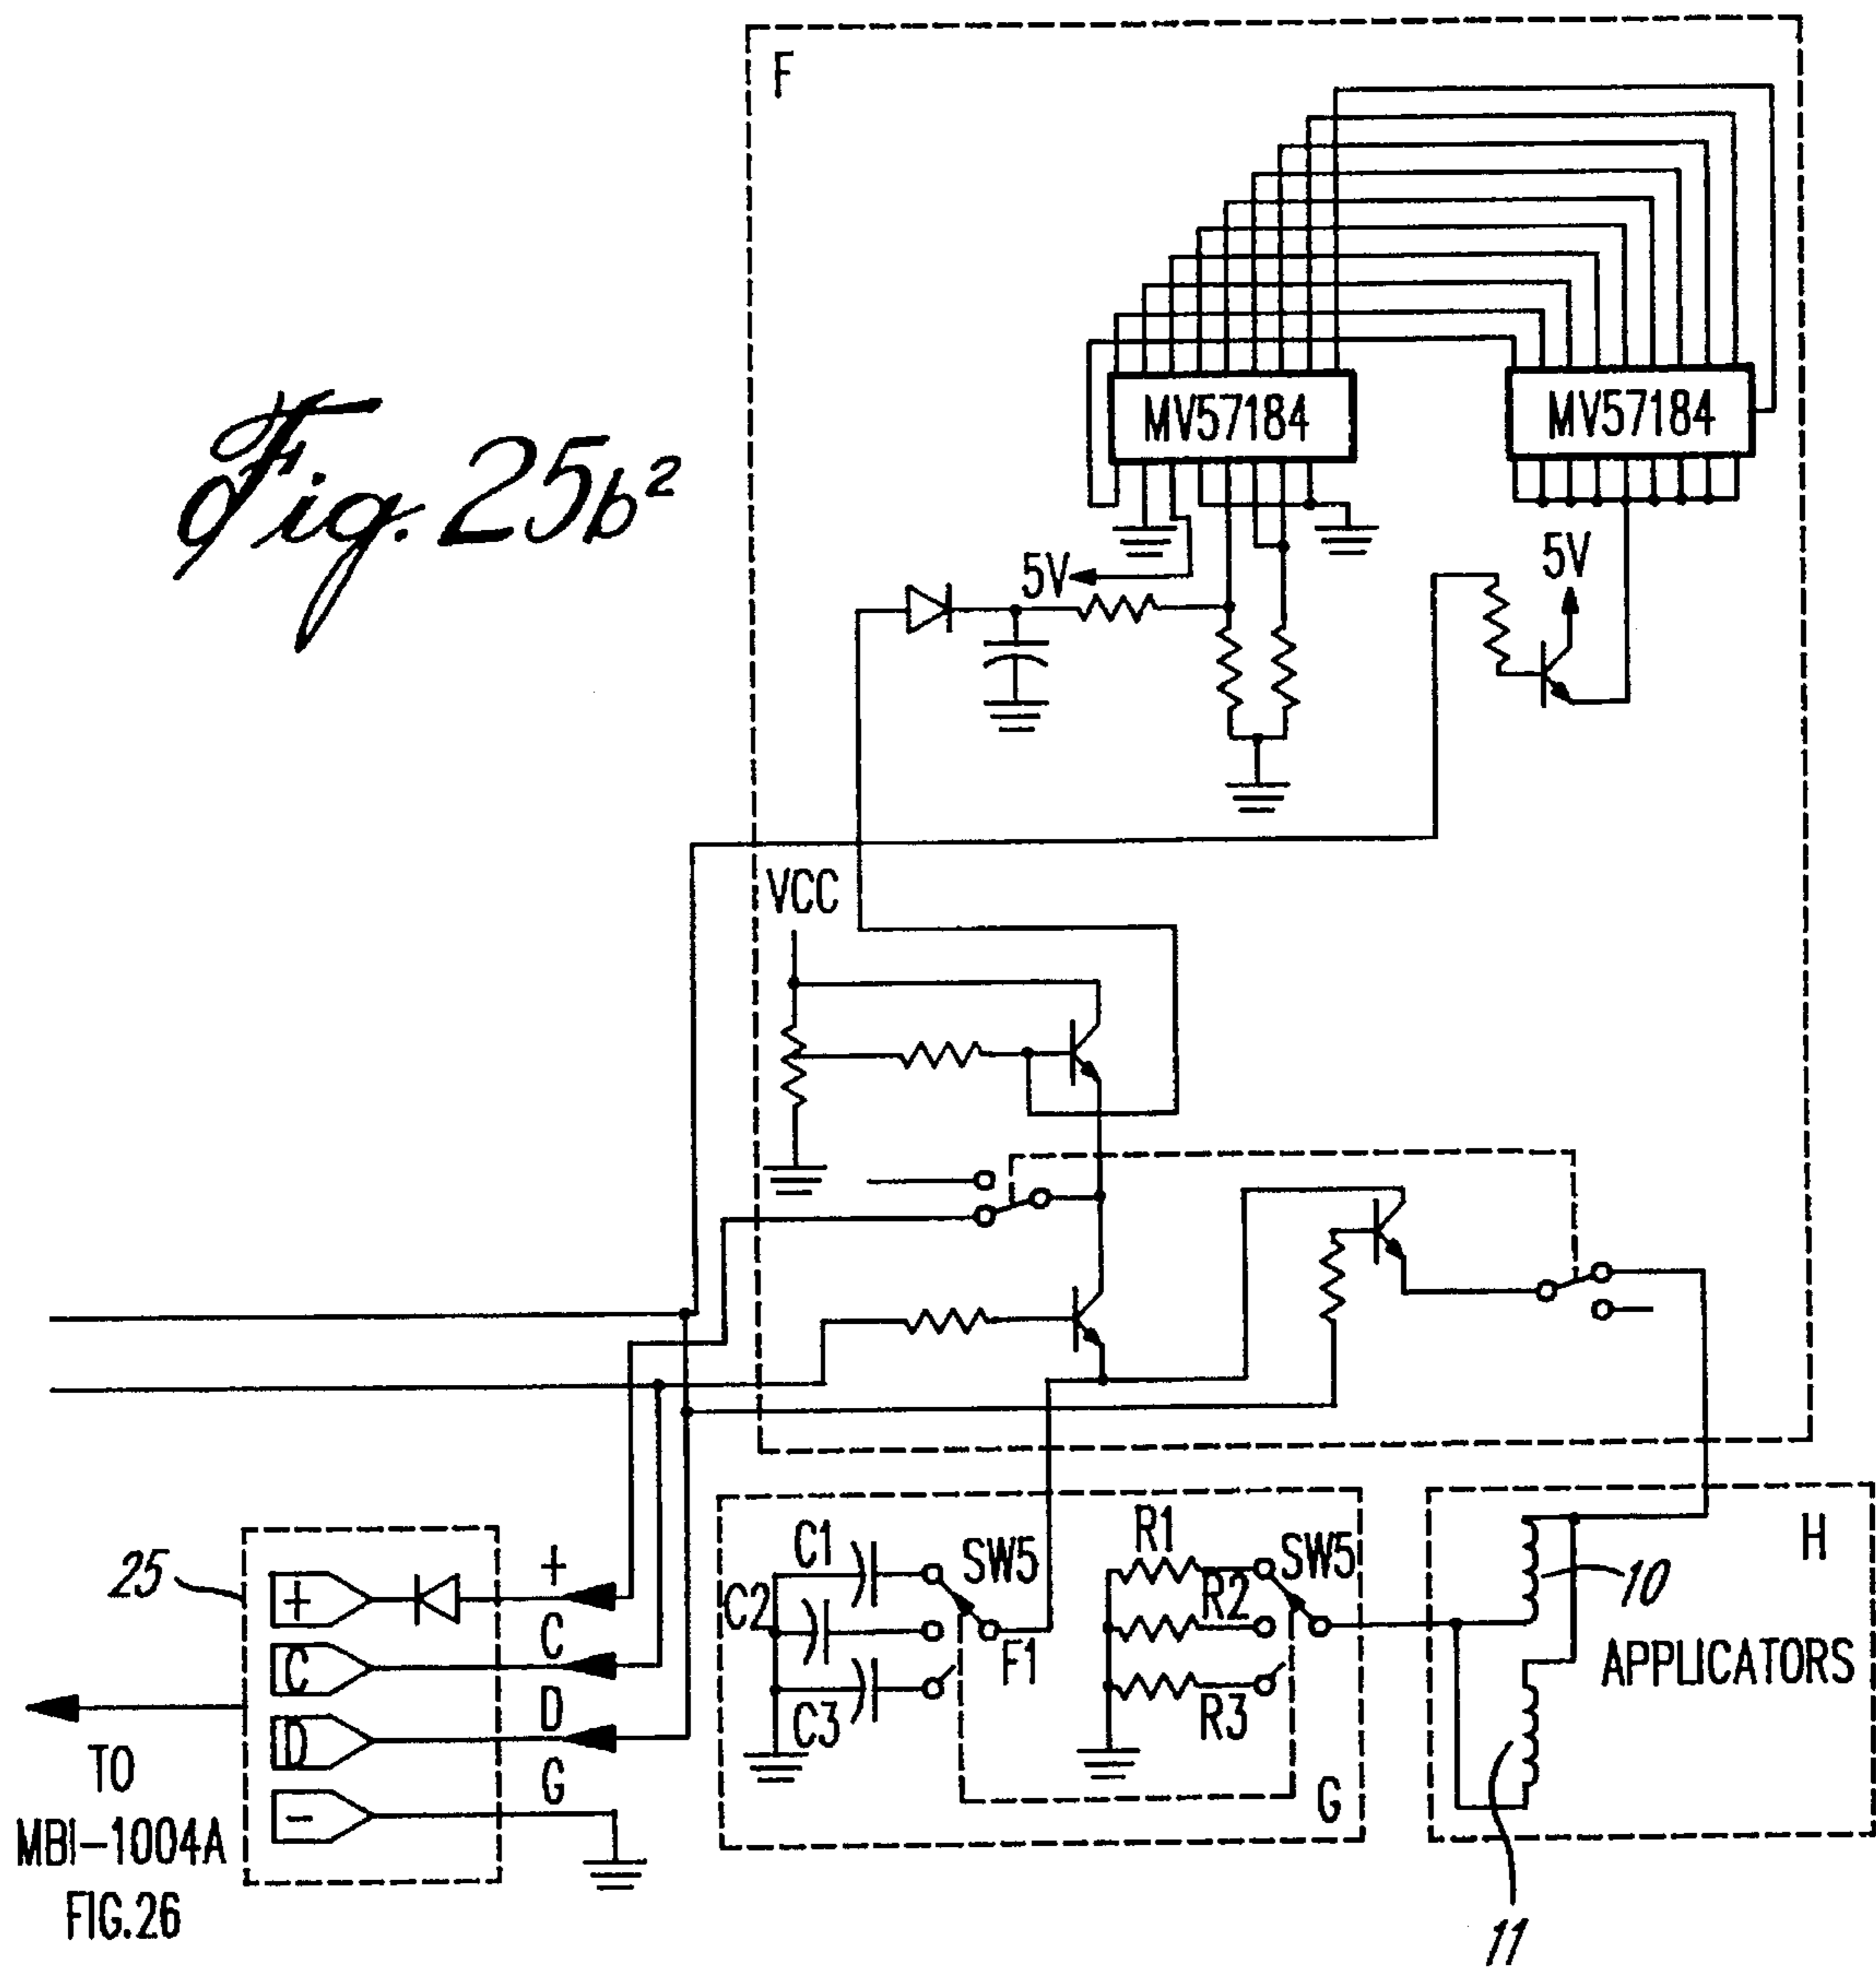 Fig. 25b²
F
MV57184
MV57184
5V
5V
VCC
25
+
C
D
G
+
C
D
-
TO
MBI-1004A
FIG.26
C1
C2
C3
SW5
F1
R1
R2
R3
SW5
G
H
10
APPLICATORS
11